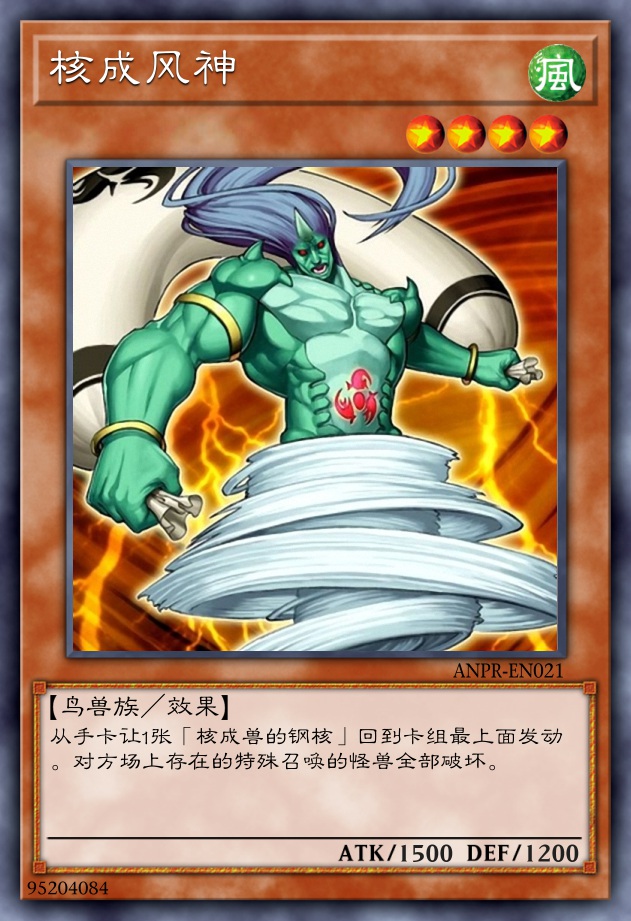 核成风神
風
ANPR-EN021
【鸟兽族／效果】
从手卡让1张「核成兽的钢核」回到卡组最上面发动
。对方场上存在的特殊召唤的怪兽全部破坏。
ATK/1500 DEF/1200
95204084